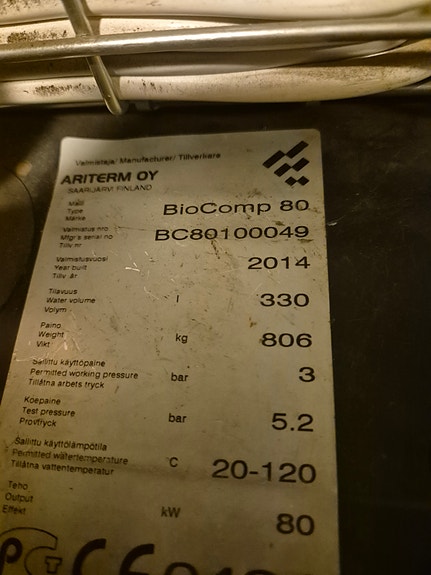 Valmistaja/ Manufacturer/ Tillverkare
ARITERM OY
SAARIJÄRVI FINLAND
Malli
Type BioComp 80
Märke
Valmistus nro
Mfgr's serial no BC80100049
Tillv.nr
Valmistusvuosi
Year built 2014
Tillv. år
Tilavuus
Water volume l 330
Volym
Paino
Weight kg 806
Vikt
Sallittu käyttöpaine
Permitted working pressure bar 3
Tillåtna arbets tryck
Koepaine
Test pressure bar 5.2
Provtryck
Sallittu käyttölämpötila
Permitted watertemperature C 20-120
Tillåtna vattentemperatur
Teho
Output kW 80
Effekt
CE